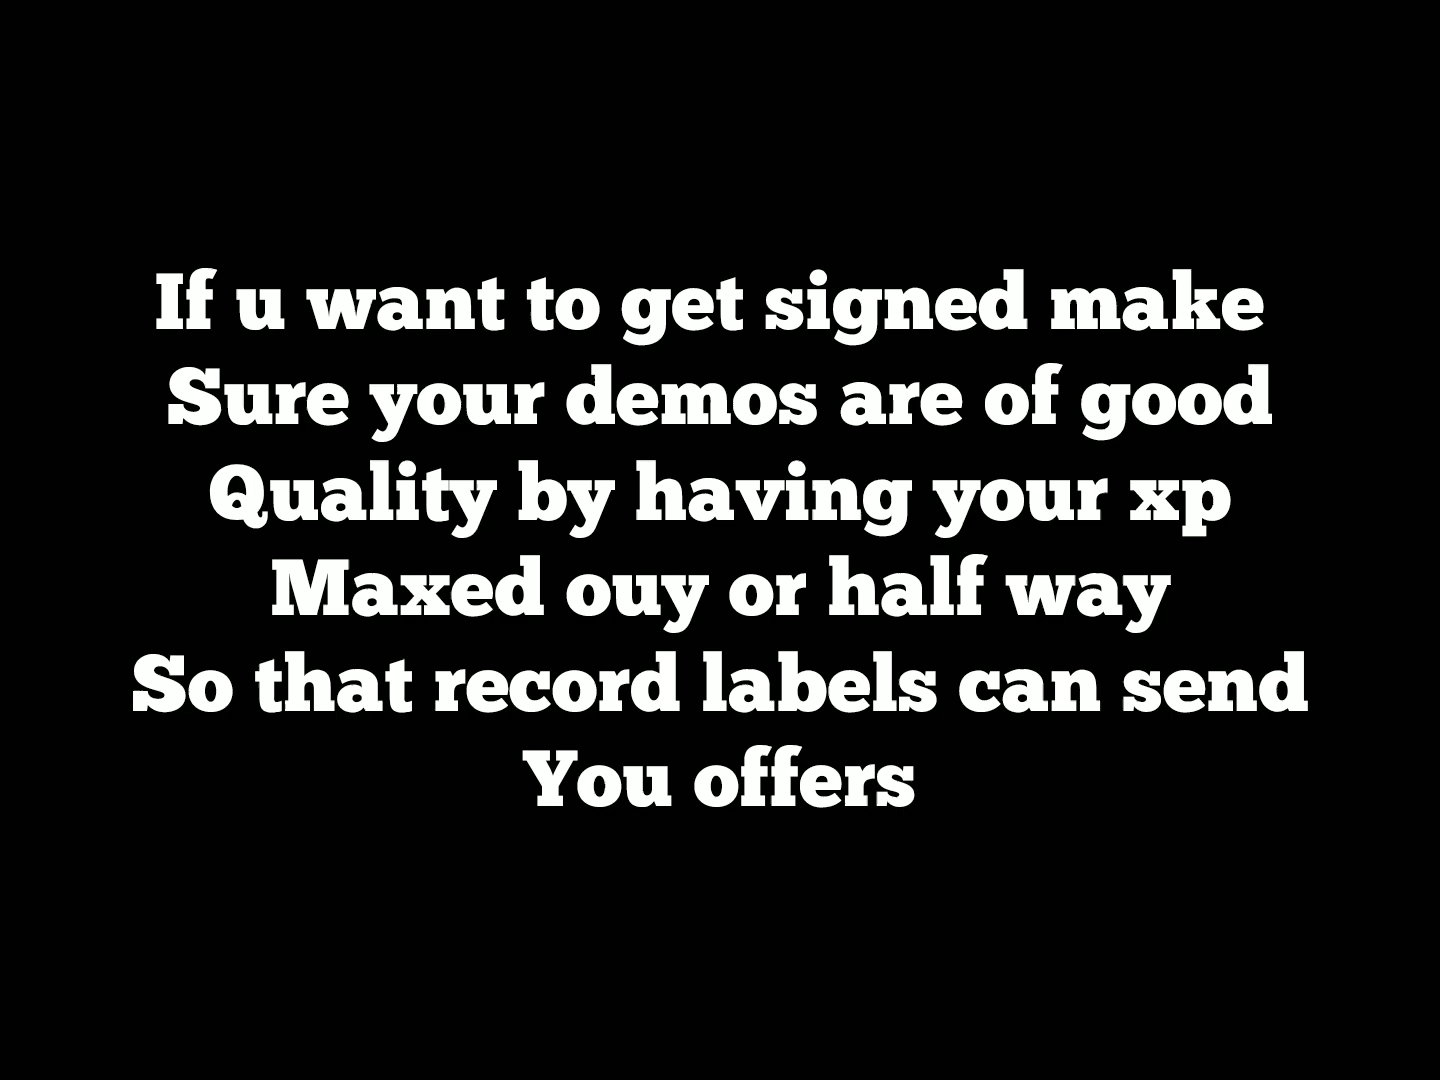 If u want to get signed make
Sure your demos are of good
Quality by having your xp
Maxed ouy or half way
So that record labels can send
You offers